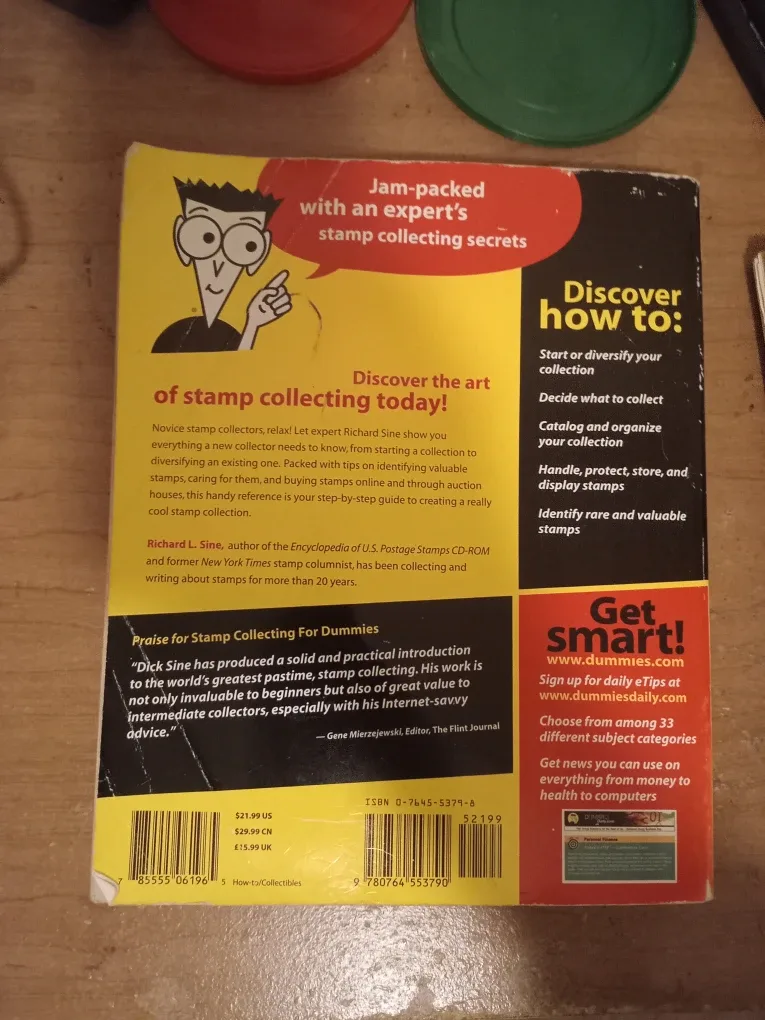 Jam-packed
with an expert's
stamp collecting secrets
Discover the art
of stamp collecting today!
Novice stamp collectors, relax! Let expert Richard Sine show you
everything a new collector needs to know, from starting a collection to
diversifying an existing one. Packed with tips on identifying valuable
stamps, caring for them, and buying stamps online and through auction
houses, this handy reference is your step-by-step guide to creating a really
cool stamp collection.
Richard L. Sine, author of the Encyclopedia of U.S. Postage Stamps CD-ROM
and former New York Times stamp columnist, has been collecting and
writing about stamps for more than 20 years.
Praise for Stamp Collecting For Dummies
"Dick Sine has produced a solid and practical introduction
to the world's greatest pastime, stamp collecting. His work is
not only invaluable to beginners but also of great value to
intermediate collectors, especially with his Internet-savvy
advice."
— Gene Mierzejewski, Editor, The Flint Journal
$21.99 US
$29.99 CN
£15.99 UK
7 85555 06196 5
How-to/Collectibles
ISBN 0-7645-5379-8
52199
9 780764 553790
Discover
how to:
Start or diversify your
collection
Decide what to collect
Catalog and organize
your collection
Handle, protect, store, and
display stamps
Identify rare and valuable
stamps
Get
smart!
www.dummies.com
Sign up for daily eTips at
www.dummiesdaily.com
Choose from among 33
different subject categories
Get news you can use on
everything from money to
health to computers
Personal Finance